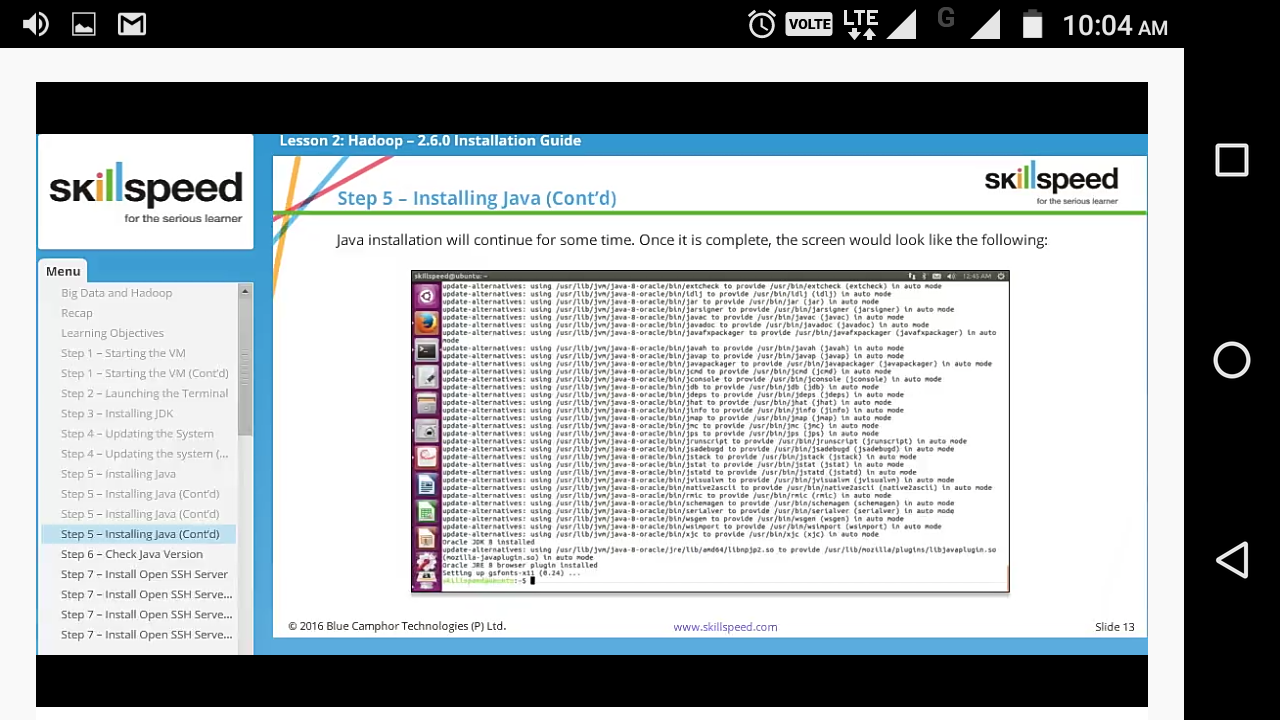 VOLTE LTE G 10:04 AM
Lesson 2: Hadoop – 2.6.0 Installation Guide
skillspeed
for the serious learner
Step 5 – Installing Java (Cont'd)
skillspeed
for the serious learner
Java installation will continue for some time. Once it is complete, the screen would look like the following:
Menu
Big Data and Hadoop
Recap
Learning Objectives
Step 1 – Starting the VM
Step 1 – Starting the VM (Cont'd)
Step 2 – Launching the Terminal
Step 3 – Installing JDK
Step 4 – Updating the System
Step 4 – Updating the system (...
Step 5 – Installing Java
Step 5 – Installing Java (Cont'd)
Step 5 – Installing Java (Cont'd)
Step 5 – Installing Java (Cont'd)
Step 6 – Check Java Version
Step 7 – Install Open SSH Server
Step 7 – Install Open SSH Serve...
Step 7 – Install Open SSH Serve...
Step 7 – Install Open SSH Serve...
skillspeed@ubuntu: ~ 12:45 AM
update-alternatives: using /usr/lib/jvm/java-8-oracle/bin/extcheck to provide /usr/bin/extcheck (extcheck) in auto mode
update-alternatives: using /usr/lib/jvm/java-8-oracle/bin/idlj to provide /usr/bin/idlj (idlj) in auto mode
update-alternatives: using /usr/lib/jvm/java-8-oracle/bin/jar to provide /usr/bin/jar (jar) in auto mode
update-alternatives: using /usr/lib/jvm/java-8-oracle/bin/jarsigner to provide /usr/bin/jarsigner (jarsigner) in auto mode
update-alternatives: using /usr/lib/jvm/java-8-oracle/bin/javac to provide /usr/bin/javac (javac) in auto mode
update-alternatives: using /usr/lib/jvm/java-8-oracle/bin/javadoc to provide /usr/bin/javadoc (javadoc) in auto mode
update-alternatives: using /usr/lib/jvm/java-8-oracle/bin/javafxpackager to provide /usr/bin/javafxpackager (javafxpackager) in auto
mode
update-alternatives: using /usr/lib/jvm/java-8-oracle/bin/javah to provide /usr/bin/javah (javah) in auto mode
update-alternatives: using /usr/lib/jvm/java-8-oracle/bin/javap to provide /usr/bin/javap (javap) in auto mode
update-alternatives: using /usr/lib/jvm/java-8-oracle/bin/javapackager to provide /usr/bin/javapackager (javapackager) in auto mode
update-alternatives: using /usr/lib/jvm/java-8-oracle/bin/jcmd to provide /usr/bin/jcmd (jcmd) in auto mode
update-alternatives: using /usr/lib/jvm/java-8-oracle/bin/jconsole to provide /usr/bin/jconsole (jconsole) in auto mode
update-alternatives: using /usr/lib/jvm/java-8-oracle/bin/jdb to provide /usr/bin/jdb (jdb) in auto mode
update-alternatives: using /usr/lib/jvm/java-8-oracle/bin/jdeps to provide /usr/bin/jdeps (jdeps) in auto mode
update-alternatives: using /usr/lib/jvm/java-8-oracle/bin/jhat to provide /usr/bin/jhat (jhat) in auto mode
update-alternatives: using /usr/lib/jvm/java-8-oracle/bin/jinfo to provide /usr/bin/jinfo (jinfo) in auto mode
update-alternatives: using /usr/lib/jvm/java-8-oracle/bin/jmap to provide /usr/bin/jmap (jmap) in auto mode
update-alternatives: using /usr/lib/jvm/java-8-oracle/bin/jmc to provide /usr/bin/jmc (jmc) in auto mode
update-alternatives: using /usr/lib/jvm/java-8-oracle/bin/jps to provide /usr/bin/jps (jps) in auto mode
update-alternatives: using /usr/lib/jvm/java-8-oracle/bin/jrunscript to provide /usr/bin/jrunscript (jrunscript) in auto mode
update-alternatives: using /usr/lib/jvm/java-8-oracle/bin/jsadebugd to provide /usr/bin/jsadebugd (jsadebugd) in auto mode
update-alternatives: using /usr/lib/jvm/java-8-oracle/bin/jstack to provide /usr/bin/jstack (jstack) in auto mode
update-alternatives: using /usr/lib/jvm/java-8-oracle/bin/jstat to provide /usr/bin/jstat (jstat) in auto mode
update-alternatives: using /usr/lib/jvm/java-8-oracle/bin/jstatd to provide /usr/bin/jstatd (jstatd) in auto mode
update-alternatives: using /usr/lib/jvm/java-8-oracle/bin/jvisualvm to provide /usr/bin/jvisualvm (jvisualvm) in auto mode
update-alternatives: using /usr/lib/jvm/java-8-oracle/bin/native2ascii to provide /usr/bin/native2ascii (native2ascii) in auto mode
update-alternatives: using /usr/lib/jvm/java-8-oracle/bin/rmic to provide /usr/bin/rmic (rmic) in auto mode
update-alternatives: using /usr/lib/jvm/java-8-oracle/bin/schemagen to provide /usr/bin/schemagen (schemagen) in auto mode
update-alternatives: using /usr/lib/jvm/java-8-oracle/bin/serialver to provide /usr/bin/serialver (serialver) in auto mode
update-alternatives: using /usr/lib/jvm/java-8-oracle/bin/wsgen to provide /usr/bin/wsgen (wsgen) in auto mode
update-alternatives: using /usr/lib/jvm/java-8-oracle/bin/wsimport to provide /usr/bin/wsimport (wsimport) in auto mode
update-alternatives: using /usr/lib/jvm/java-8-oracle/bin/xjc to provide /usr/bin/xjc (xjc) in auto mode
Oracle JDK 8 installed
update-alternatives: using /usr/lib/jvm/java-8-oracle/jre/lib/amd64/libnpjp2.so to provide /usr/lib/mozilla/plugins/libjavaplugin.so
(mozilla-javaplugin.so) in auto mode
Oracle JRE 8 browser plugin installed
Setting up gsfonts-x11 (0.24) ...
skillspeed@ubuntu:~$
© 2016 Blue Camphor Technologies (P) Ltd.
www.skillspeed.com
Slide 13